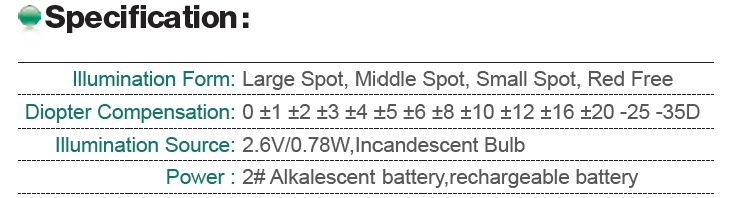 Specification:
Illumination Form: Large Spot, Middle Spot, Small Spot, Red Free
Diopter Compensation: 0 ±1 ±2 ±3 ±4 ±5 ±6 ±8 ±10 ±12 ±16 ±20 -25 -35D
Illumination Source: 2.6V/0.78W,Incandescent Bulb
Power : 2# Alkalescent battery,rechargeable battery